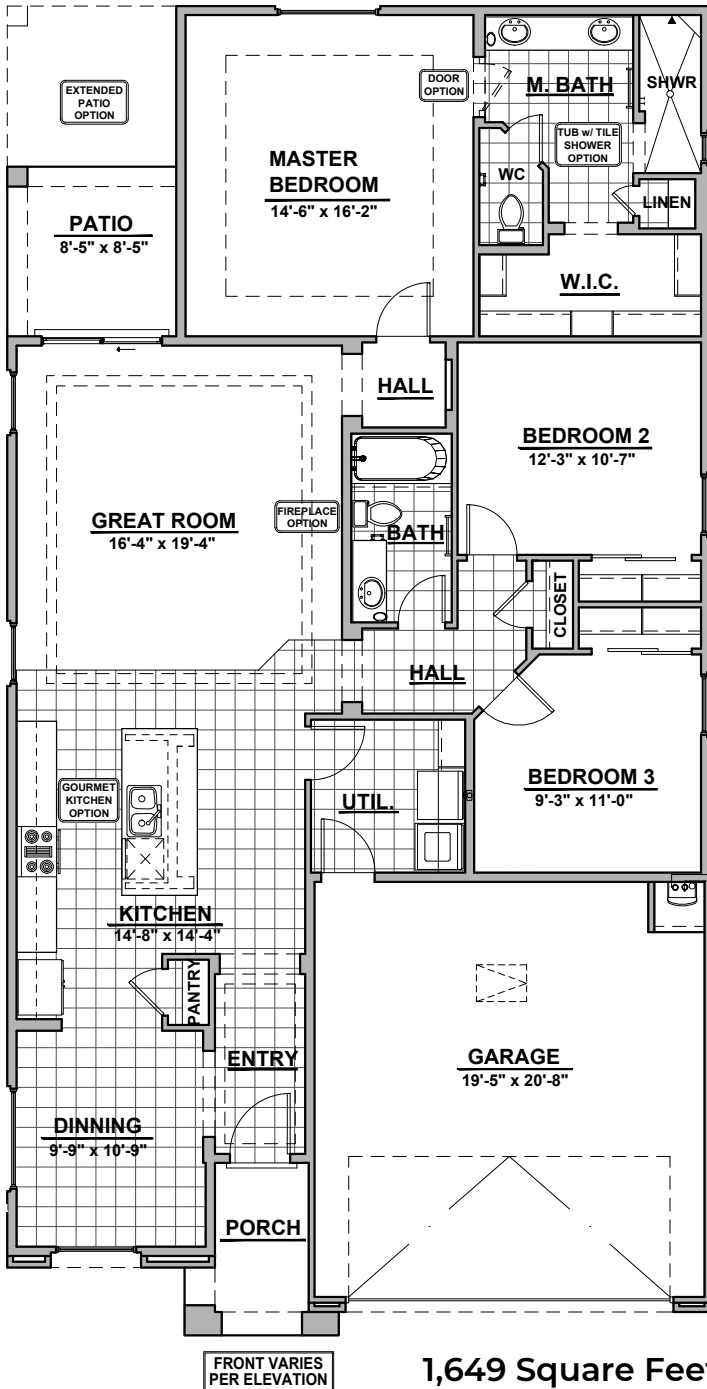 EXTENDED
PATIO
OPTION
DOOR
OPTION
M. BATH
SHWR
TUB w/ TILE
SHOWER
OPTION
MASTER
BEDROOM
14'-6" x 16'-2"
WC
LINEN
PATIO
8'-5" x 8'-5"
W.I.C.
HALL
BEDROOM 2
12'-3" x 10'-7"
GREAT ROOM
16'-4" x 19'-4"
FIREPLACE
OPTION
BATH
CLOSET
HALL
GOURMET
KITCHEN
OPTION
UTIL.
BEDROOM 3
9'-3" x 11'-0"
KITCHEN
14'-8" x 14'-4"
PANTRY
ENTRY
GARAGE
19'-5" x 20'-8"
DINNING
9'-9" x 10'-9"
PORCH
FRONT VARIES
PER ELEVATION
1,649 Square Feet